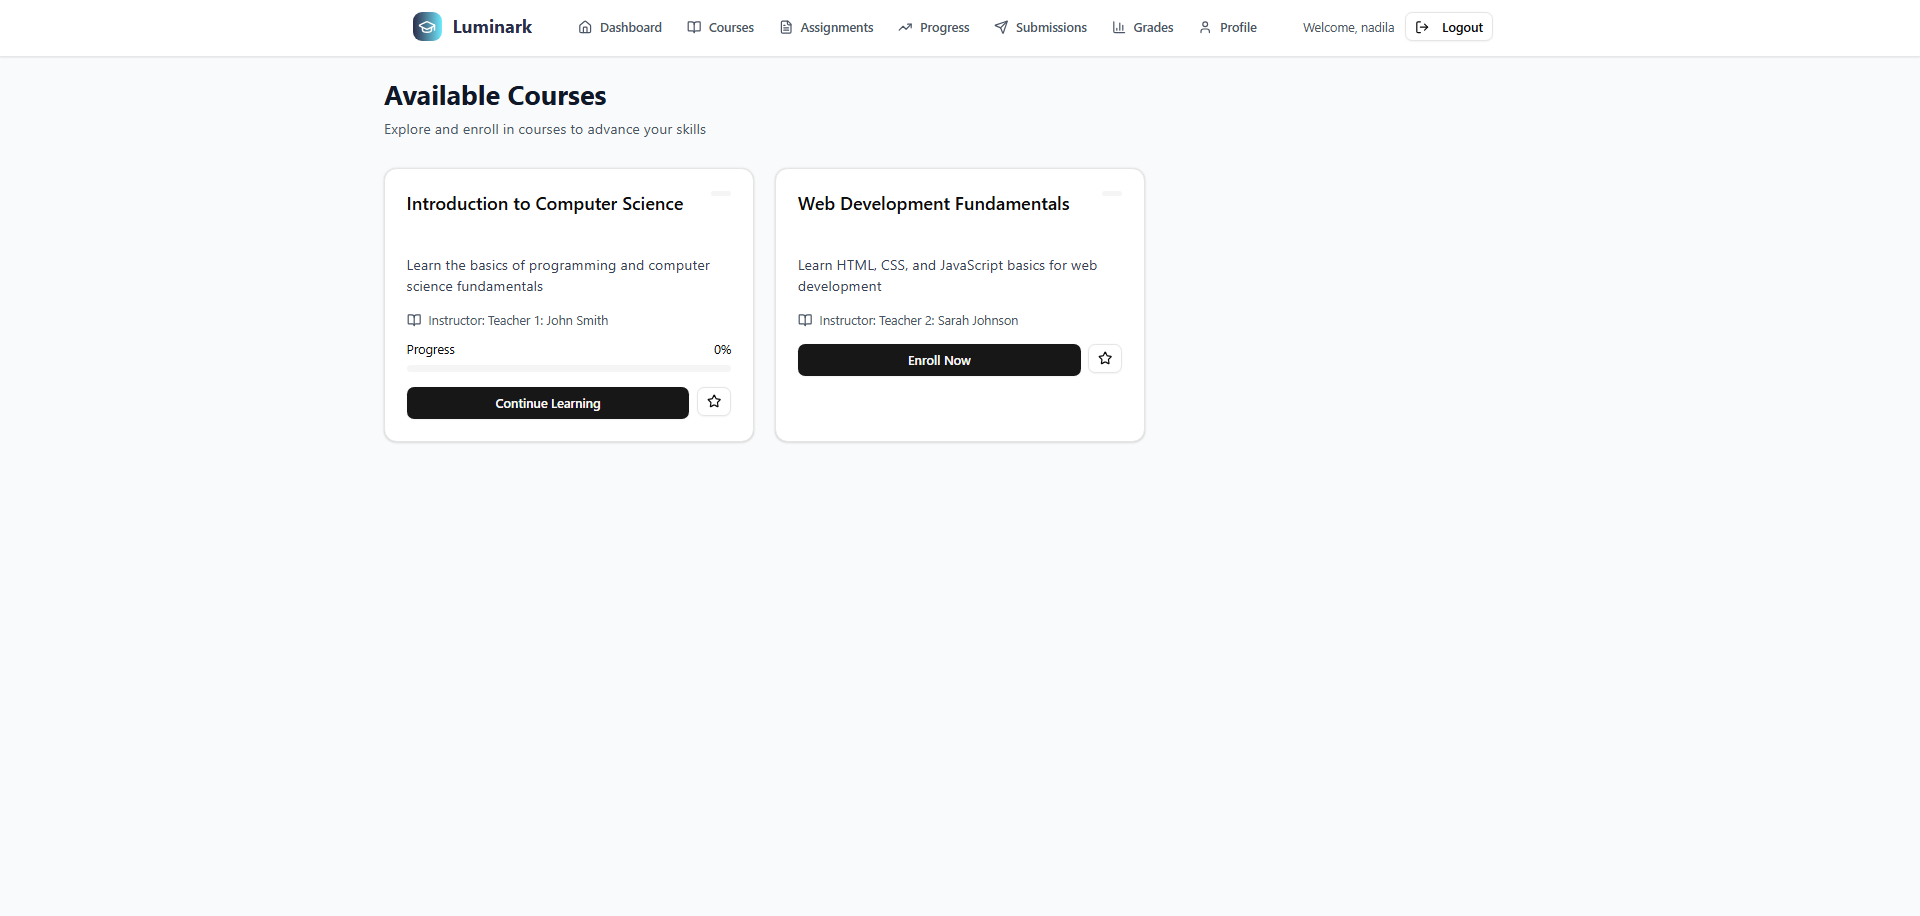 Luminark
Dashboard
Courses
Assignments
Progress
Submissions
Grades
Profile
Welcome, nadila
Logout
Available Courses
Explore and enroll in courses to advance your skills
Introduction to Computer Science
Learn the basics of programming and computer
science fundamentals
Instructor: Teacher 1: John Smith
Progress 0%
Continue Learning
Web Development Fundamentals
Learn HTML, CSS, and JavaScript basics for web
development
Instructor: Teacher 2: Sarah Johnson
Enroll Now